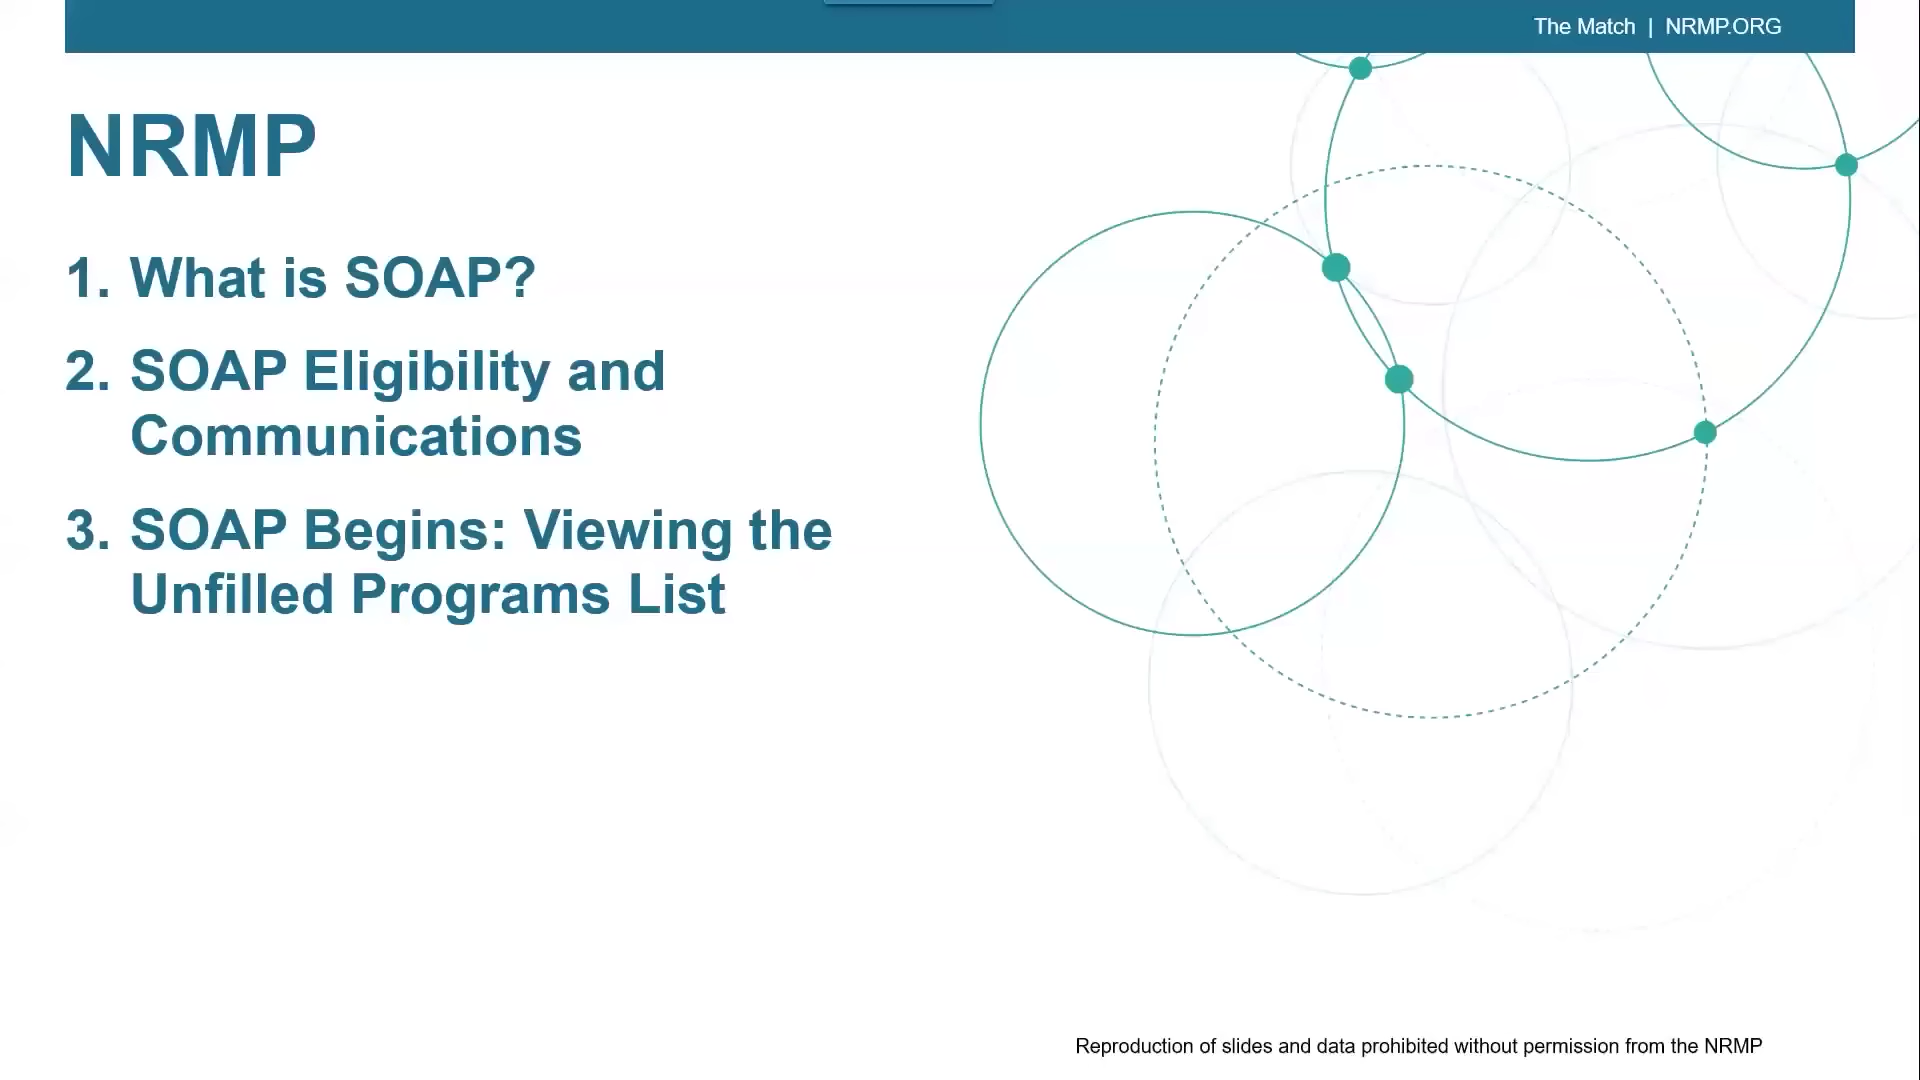 The Match | NRMP.ORG
NRMP
1. What is SOAP?
2. SOAP Eligibility and
Communications
3. SOAP Begins: Viewing the
Unfilled Programs List
Reproduction of slides and data prohibited without permission from the NRMP